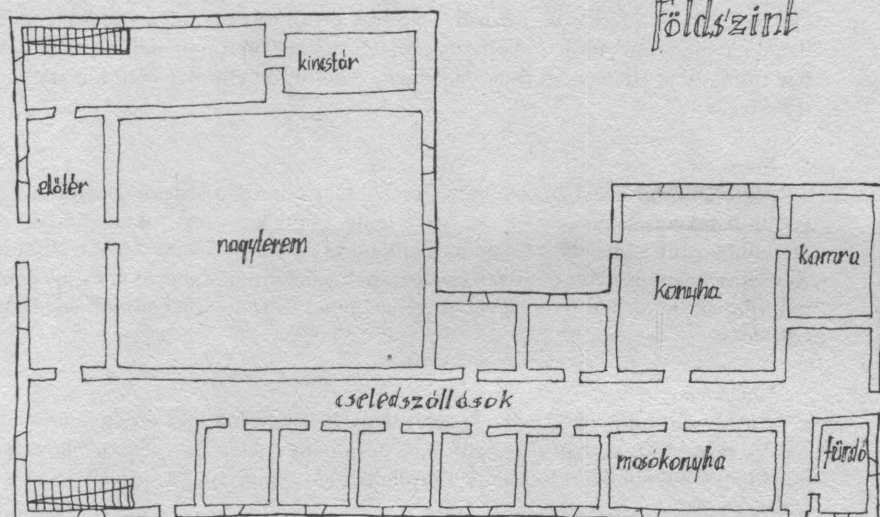 Földszint
kincstár
előtér
nagyterem
konyha
kamra
cselédszállások
mosókonyha
fürdő